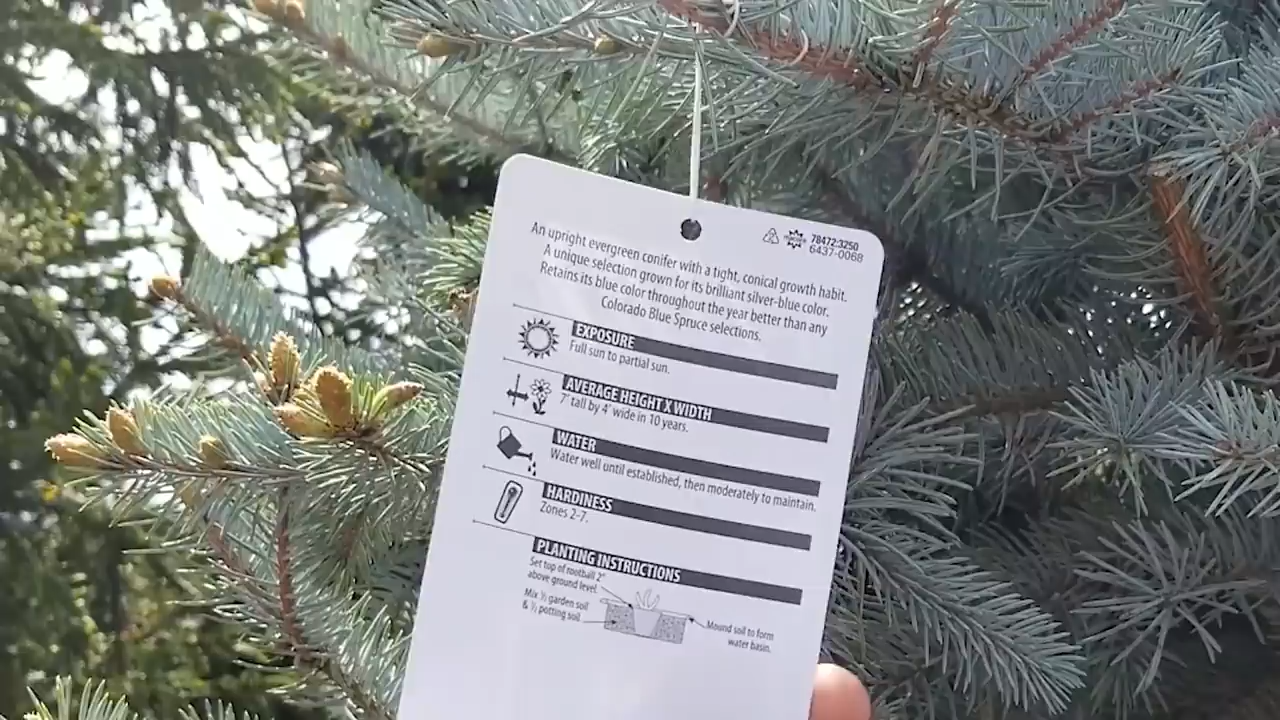 78472:3250
6437-0068
An upright evergreen conifer with a tight, conical growth habit.
A unique selection grown for its brilliant silver-blue color.
Retains its blue color throughout the year better than any
Colorado Blue Spruce selections.
EXPOSURE
Full sun to partial sun.
AVERAGE HEIGHT X WIDTH
7' tall by 4' wide in 10 years.
WATER
Water well until established, then moderately to maintain.
HARDINESS
Zones 2-7.
PLANTING INSTRUCTIONS
Set top of rootball 2"
above ground level.
Mix ½ garden soil
& ½ potting soil
Mound soil to form
water basin.